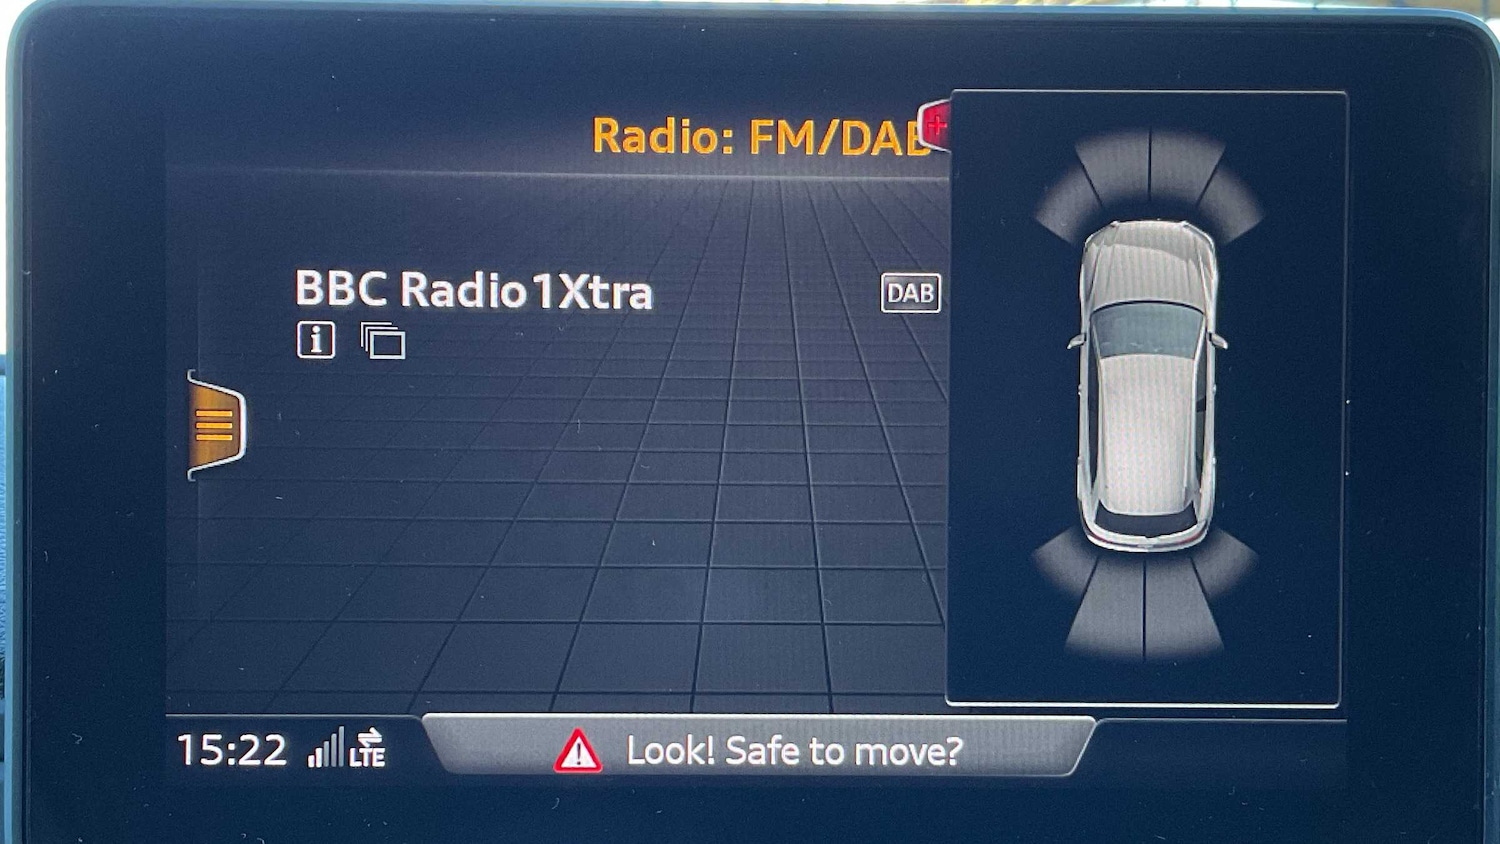 Radio: FM/DAB
BBC Radio 1Xtra
DAB
15:22 LTE
Look! Safe to move?